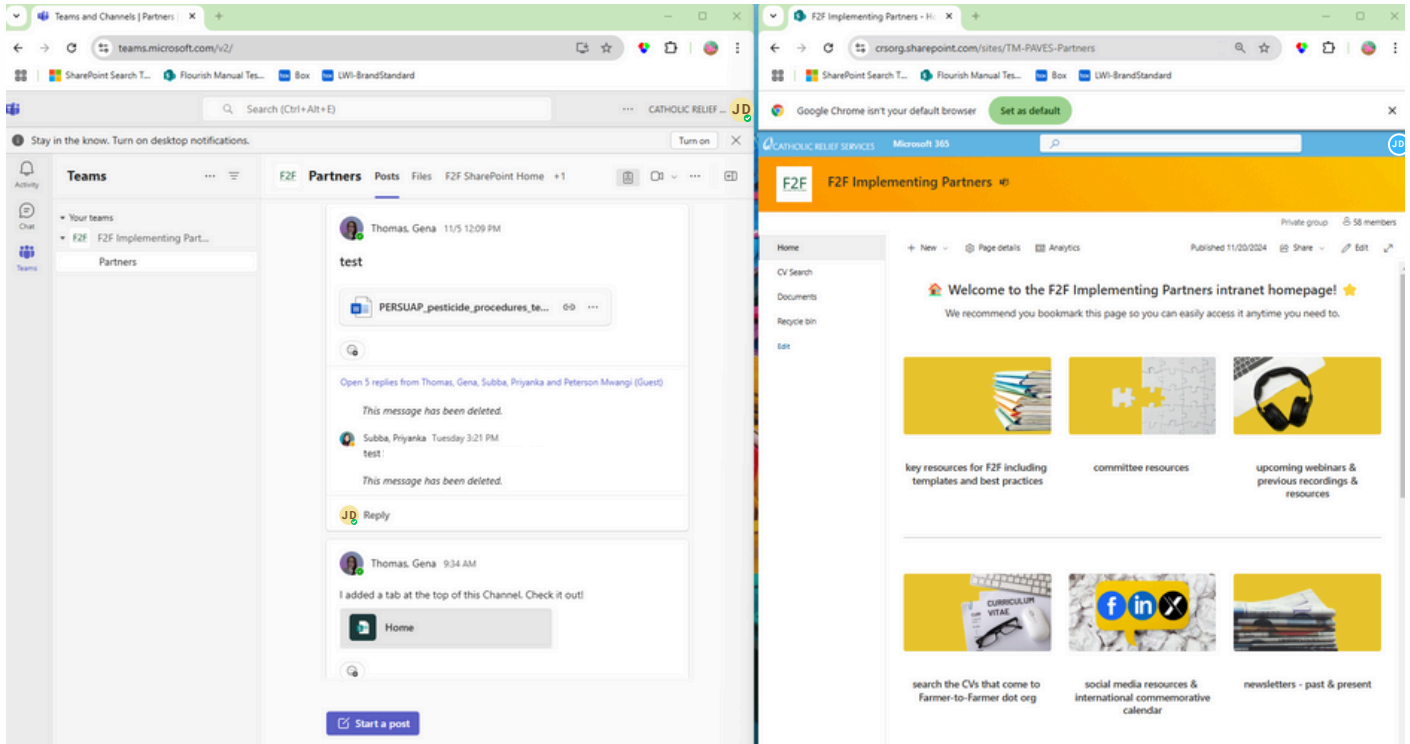 Teams and Channels | Partners |
teams.microsoft.com/v2/
SharePoint Search T...
Flourish Manual Tes...
box
Box
LWI-BrandStandard
Search (Ctrl+Alt+E)
CATHOLIC RELIEF ...
JD
Stay in the know. Turn on desktop notifications.
Turn on
Activity
Chat
Teams
Teams
Your teams
F2F
F2F Implementing Part...
Partners
F2F
Partners
Posts
Files
F2F SharePoint Home
+1
Thomas, Gena 11/5 12:09 PM
test
PERSUAP_pesticide_procedures_te...
Open 5 replies from Thomas, Gena, Subba, Priyanka and Peterson Mwangi (Guest)
This message has been deleted.
Subba, Priyanka Tuesday 3:21 PM
test
This message has been deleted.
JD
Reply
Thomas, Gena 9:34 AM
I added a tab at the top of this Channel. Check it out!
Home
Start a post
F2F Implementing Partners - Ho
crsorg.sharepoint.com/sites/TM-PAVES-Partners
SharePoint Search T...
Flourish Manual Tes...
box
Box
LWI-BrandStandard
Google Chrome isn't your default browser
Set as default
CATHOLIC RELIEF SERVICES
Microsoft 365
JD
F2F
F2F Implementing Partners
Private group
58 members
Home
CV Search
Documents
Recycle bin
Edit
+ New
Page details
Analytics
Published 11/20/2024
Share
Edit
Welcome to the F2F Implementing Partners intranet homepage!
We recommend you bookmark this page so you can easily access it anytime you need to.
key resources for F2F including
templates and best practices
committee resources
upcoming webinars &
previous recordings &
resources
CURRICULUM
VITAE
f
in
X
search the CVs that come to
Farmer-to-Farmer dot org
social media resources &
international commemorative
calendar
newsletters - past & present